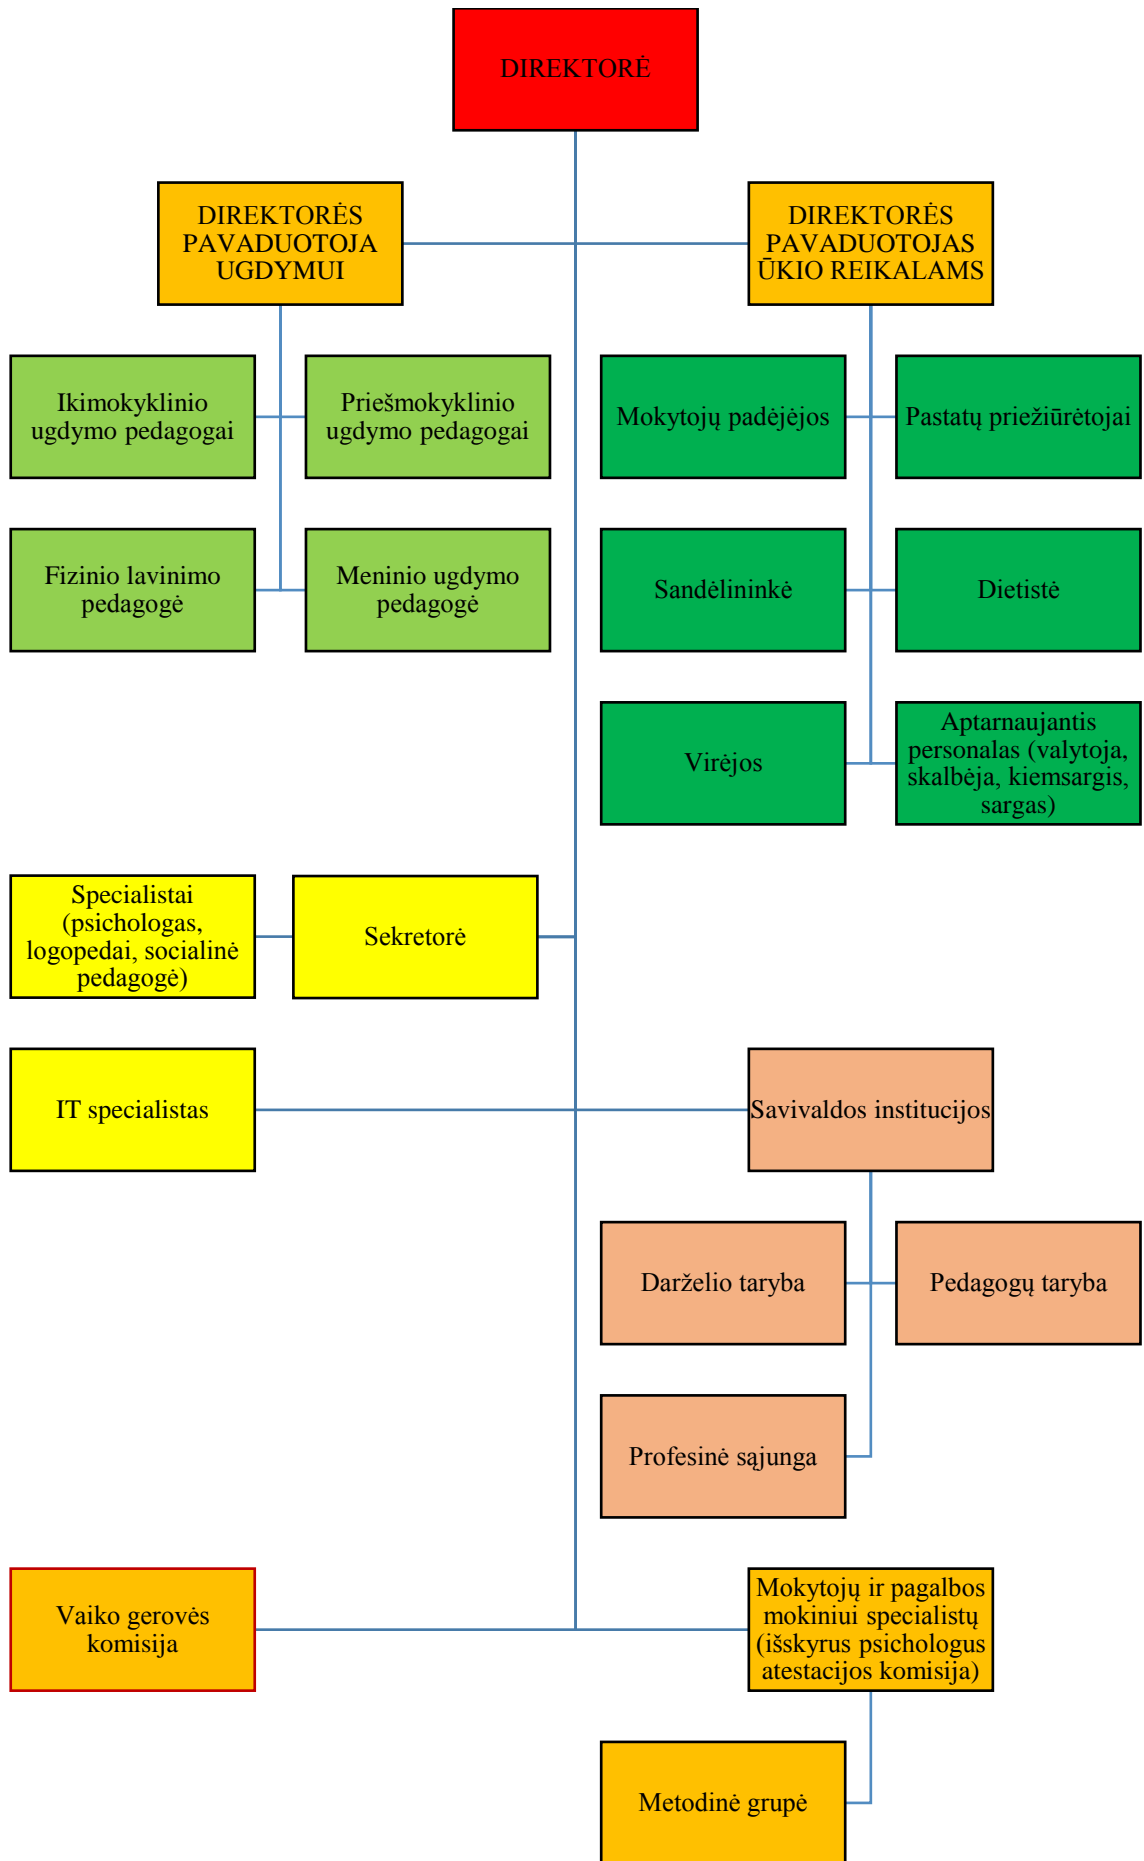 DIREKTORĖ
DIREKTORĖS
PAVADUOTOJA
UGDYMUI
DIREKTORĖS
PAVADUOTOJAS
ŪKIO REIKALAMS
Ikimokyklinio
ugdymo pedagogai
Priešmokyklinio
ugdymo pedagogai
Mokytojų padėjėjos
Pastatų priežiūrėtojai
Fizinio lavinimo
pedagogė
Meninio ugdymo
pedagogė
Sandėlininkė
Dietistė
Virėjos
Aptarnaujantis
personalas (valytoja,
skalbėja, kiemsargis,
sargas)
Specialistai
(psichologas,
logopedai, socialinė
pedagogė)
Sekretorė
IT specialistas
Savivaldos institucijos
Darželio taryba
Pedagogų taryba
Profesinė sąjunga
Vaiko gerovės
komisija
Mokytojų ir pagalbos
mokiniui specialistų
(išskyrus psichologus
atestacijos komisija)
Metodinė grupė